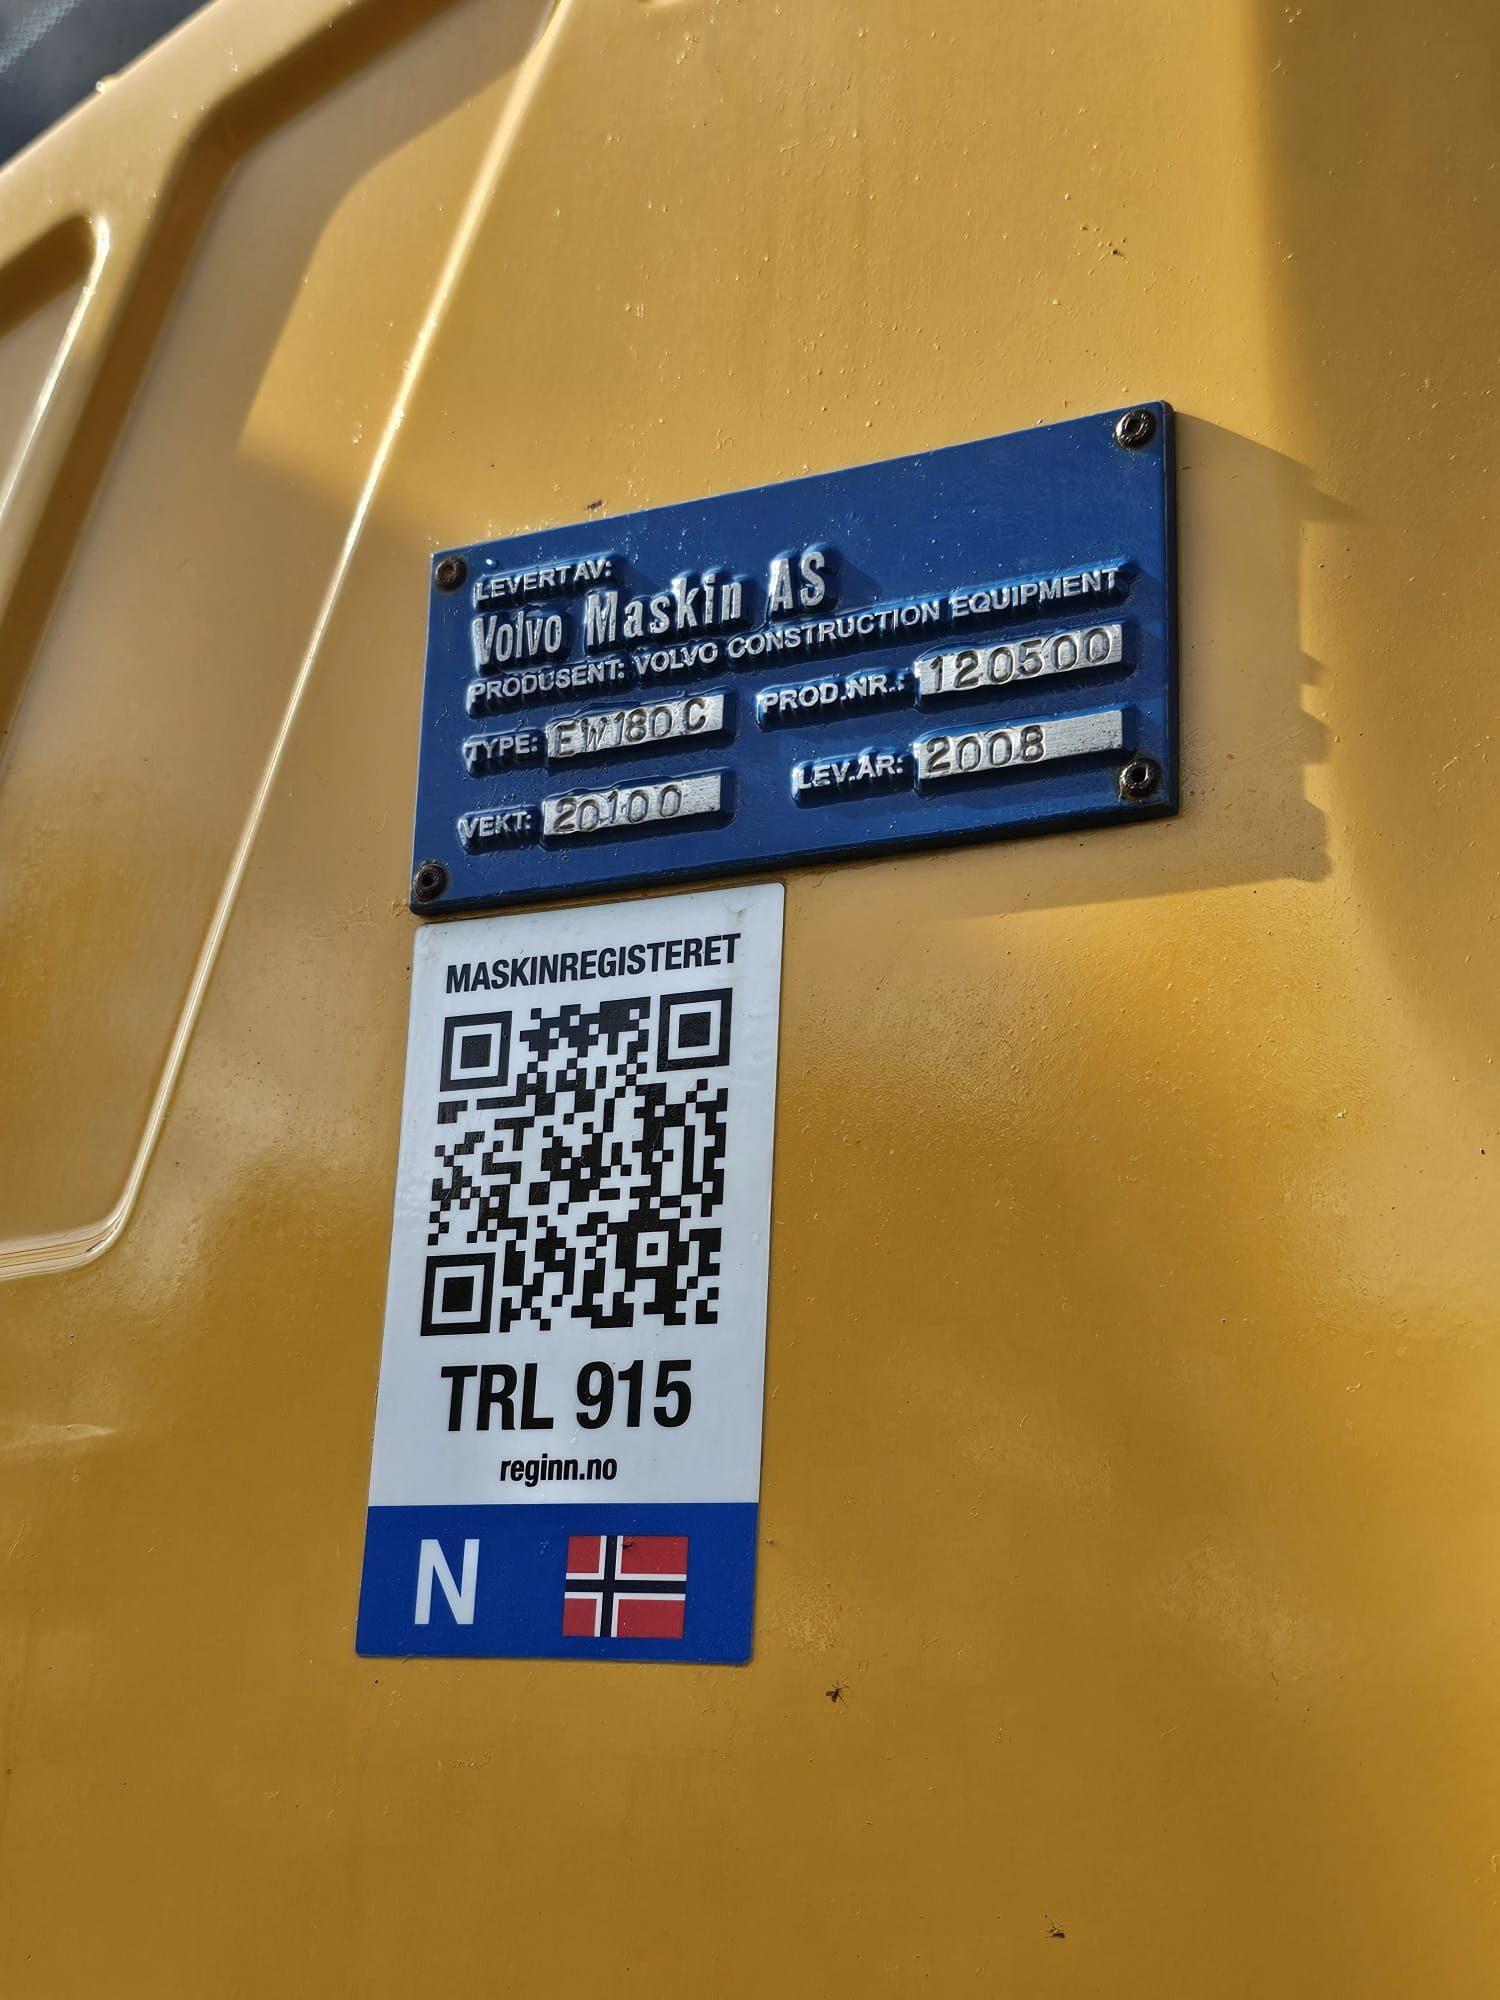 LEVERT AV:
Volvo Maskin AS
PRODUSENT: VOLVO CONSTRUCTION EQUIPMENT
TYPE: EW180C PROD.NR.: 120500
VEKT: 20100 LEV.ÅR: 2008
MASKINREGISTERET
TRL 915
reginn.no
N